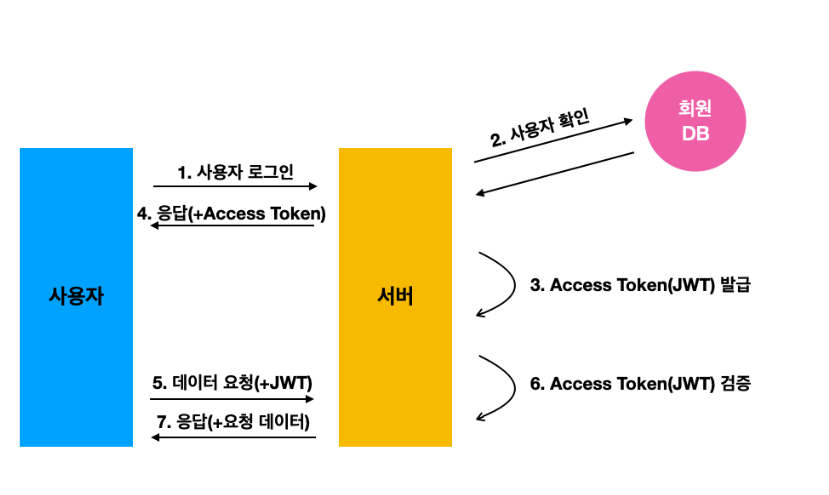 회원
DB
2. 사용자 확인
1. 사용자 로그인
4. 응답(+Access Token)
사용자
서버
3. Access Token(JWT) 발급
5. 데이터 요청(+JWT)
6. Access Token(JWT) 검증
7. 응답(+요청 데이터)